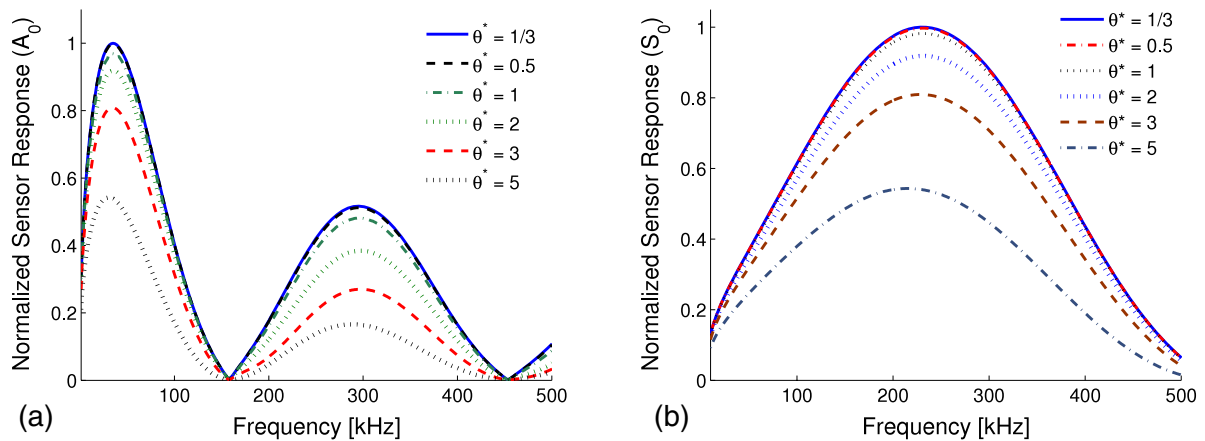 Normalized Sensor Response (A0)
1
0.8
0.6
0.4
0.2
0
100 200 300 400 500
Frequency [kHz]
(a)
θ* = 1/3
θ* = 0.5
θ* = 1
θ* = 2
θ* = 3
θ* = 5
Normalized Sensor Response (S0)
1
0.8
0.6
0.4
0.2
0
100 200 300 400 500
Frequency [kHz]
(b)
θ* = 1/3
θ* = 0.5
θ* = 1
θ* = 2
θ* = 3
θ* = 5